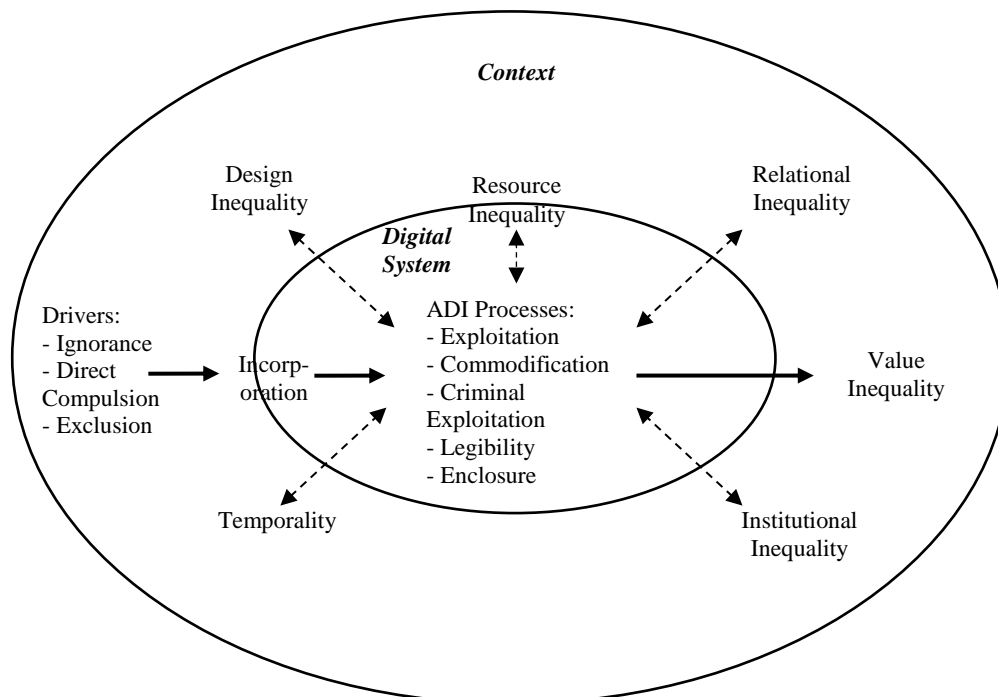 Context
Design
Inequality
Resource
Inequality
Relational
Inequality
Digital
System
Drivers:
- Ignorance
- Direct
Compulsion
- Exclusion
Incorp-
oration
ADI Processes:
- Exploitation
- Commodification
- Criminal
Exploitation
- Legibility
- Enclosure
Value
Inequality
Temporality
Institutional
Inequality